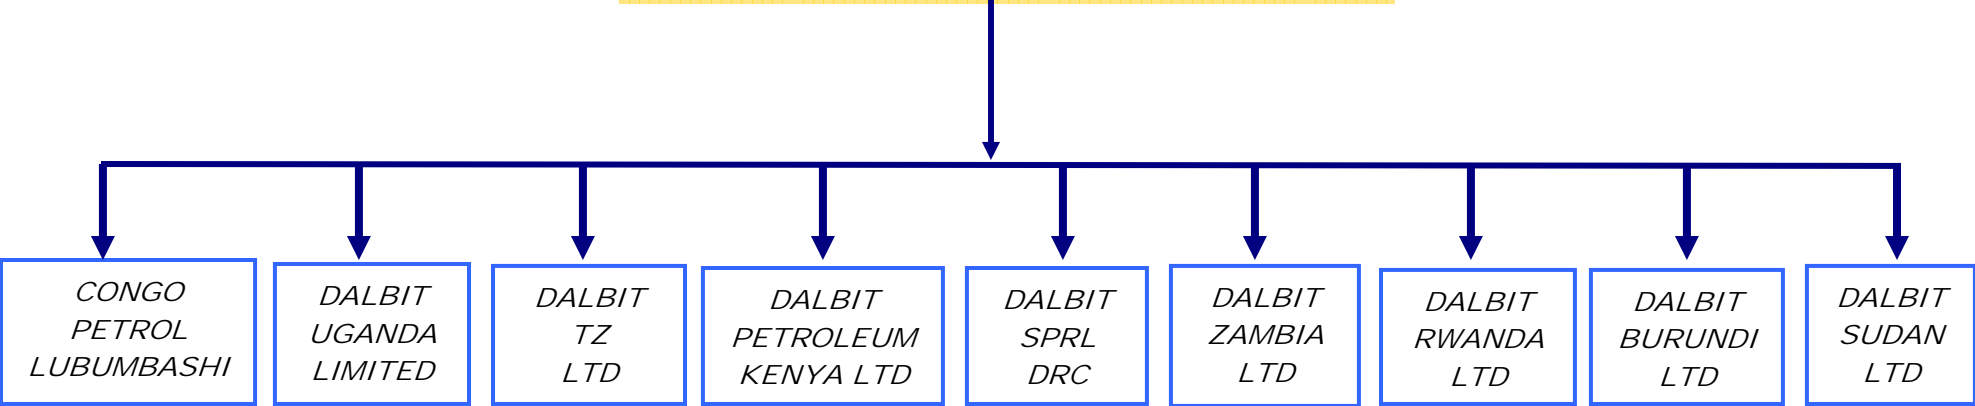 CONGO
PETROL
LUBUMBASHI
DALBIT
UGANDA
LIMITED
DALBIT
TZ
LTD
DALBIT
PETROLEUM
KENYA LTD
DALBIT
SPRL
DRC
DALBIT
ZAMBIA
LTD
DALBIT
RWANDA
LTD
DALBIT
BURUNDI
LTD
DALBIT
SUDAN
LTD